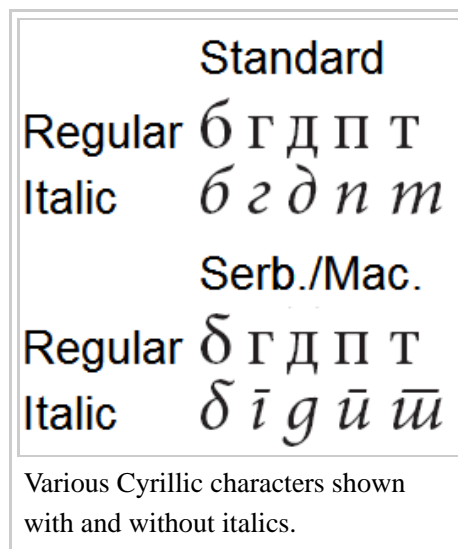 Standard
Regular б г д п т
Italic б г д п т
Serb./Mac.
Regular б г д п т
Italic б г д п т
Various Cyrillic characters shown
with and without italics.